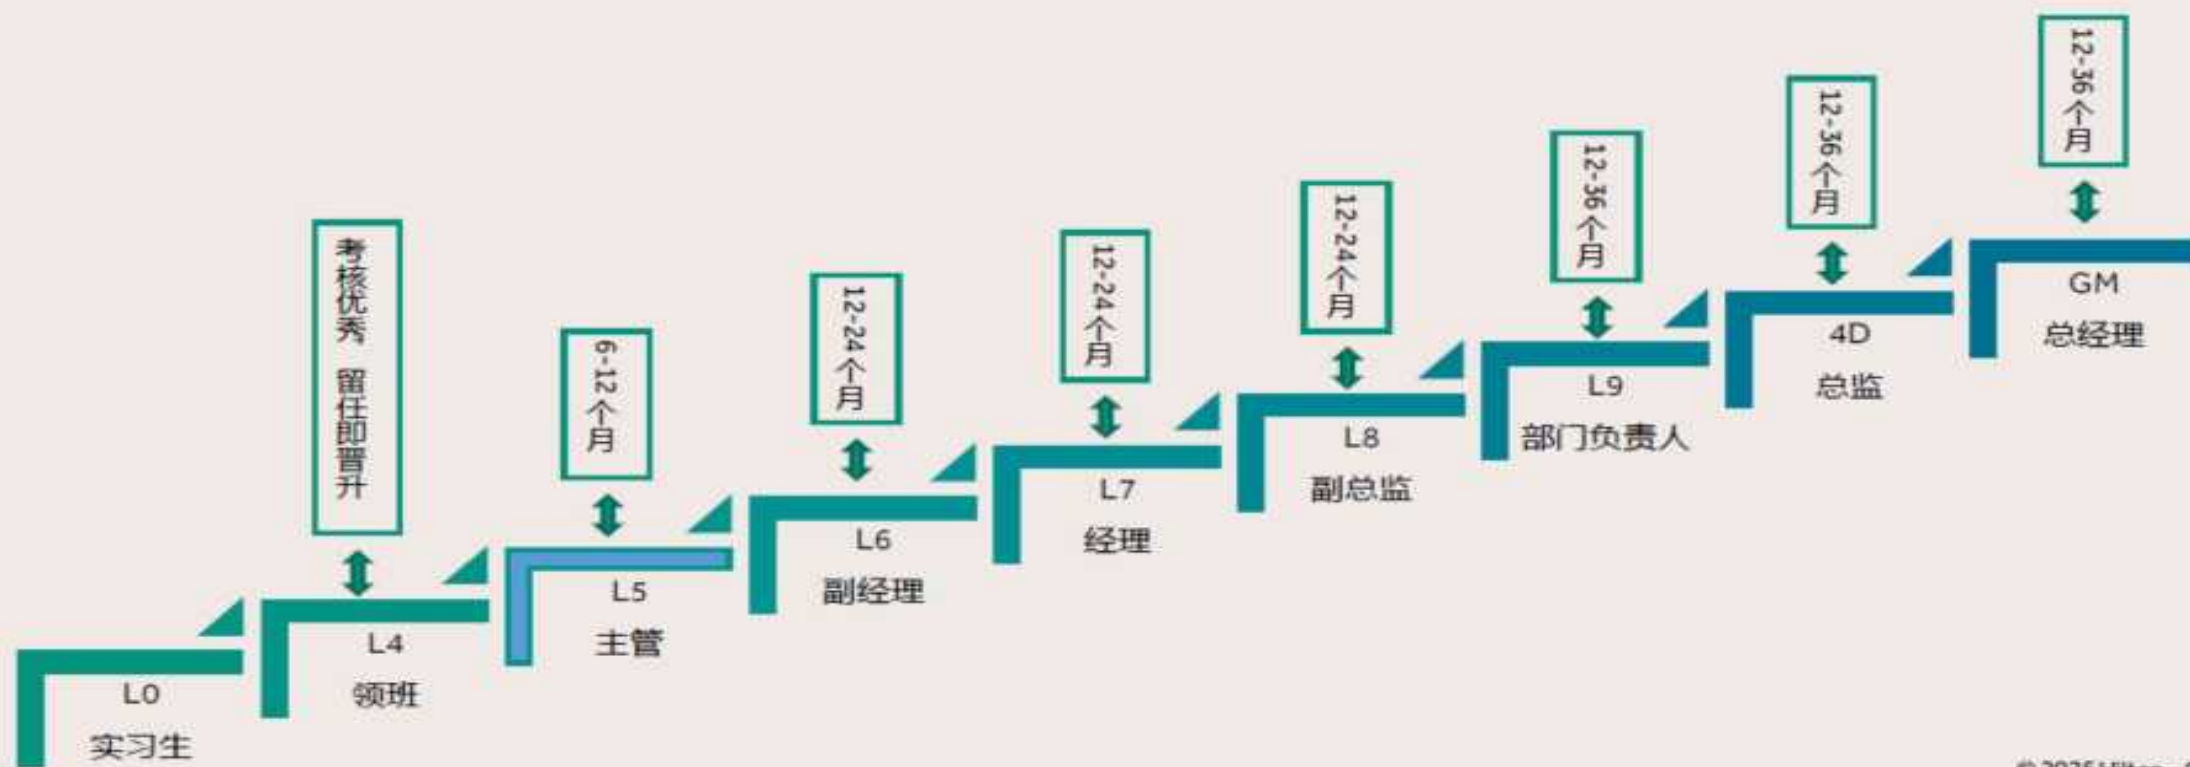 L0
实习生
考核优秀 留任即晋升
L4
领班
6-12个月
L5
主管
12-24个月
L6
副经理
12-24个月
L7
经理
12-24个月
L8
副总监
12-36个月
L9
部门负责人
12-36个月
4D
总监
12-36个月
GM
总经理